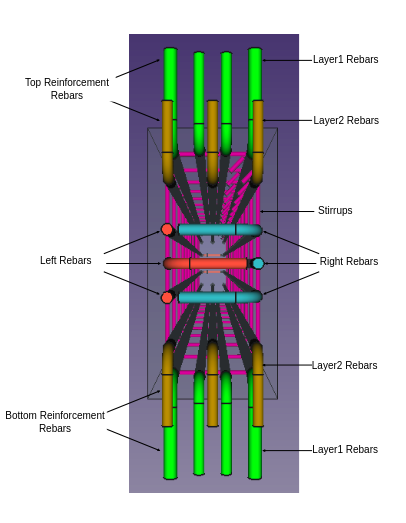 Layer1 Rebars
Top Reinforcement
Rebars
Layer2 Rebars
Stirrups
Left Rebars
Right Rebars
Layer2 Rebars
Bottom Reinforcement
Rebars
Layer1 Rebars